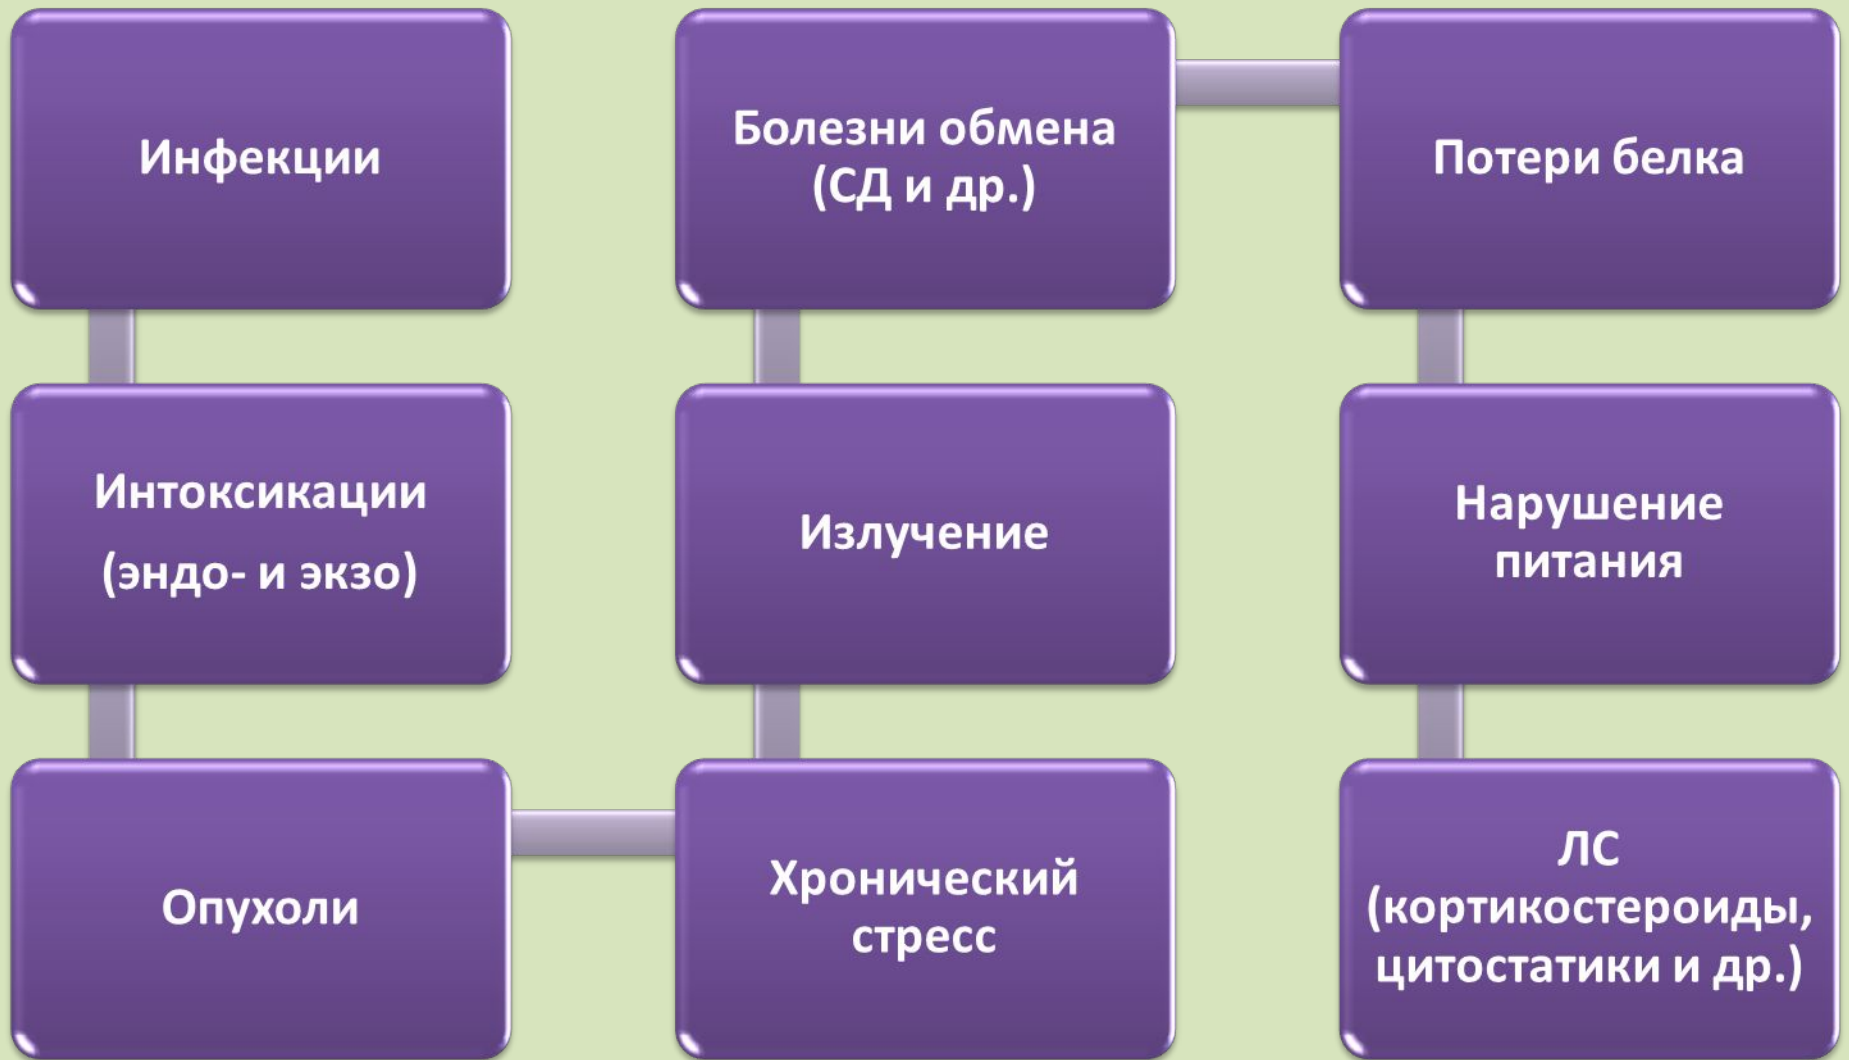 Инфекции
Интоксикации
(эндо- и экзо)
Опухоли
Хронический
стресс
Излучение
Болезни обмена
(СД и др.)
Потери белка
Нарушение
питания
ЛС
(кортикостероиды,
цитостатики и др.)